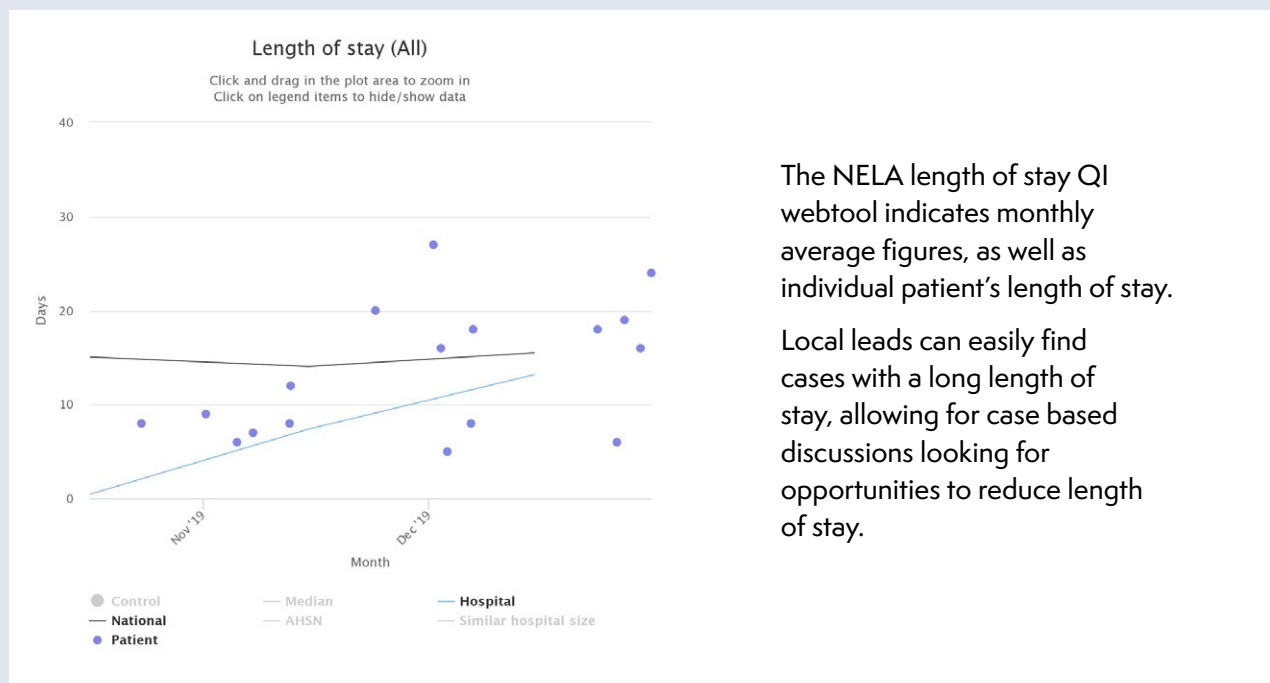 Length of stay (All)
Click and drag in the plot area to zoom in
Click on legend items to hide/show data
40
30
20
10
0
Days
Nov '19
Dec '19
Month
Control
Median
Hospital
National
AHSN
Similar hospital size
Patient
The NELA length of stay QI
webtool indicates monthly
average figures, as well as
individual patient’s length of stay.
Local leads can easily find
cases with a long length of
stay, allowing for case based
discussions looking for
opportunities to reduce length
of stay.